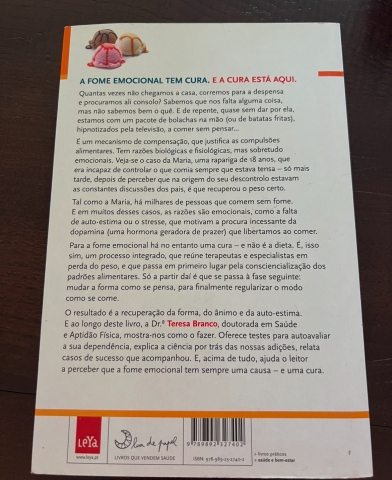 A FOME EMOCIONAL TEM CURA. E A CURA ESTÁ AQUI.
Quantas vezes não chegamos a casa, corremos para a despensa
e procuramos ali consolo? Sabemos que nos falta alguma coisa,
mas não sabemos bem o quê. E de repente, quase sem dar por ela,
estamos com um pacote de bolachas na mão (ou de batatas fritas),
hipnotizados pela televisão, a comer sem pensar...
É um mecanismo de compensação, que justifica as compulsões
alimentares. Tem razões biológicas e fisiológicas, mas sobretudo
emocionais. Veja-se o caso da Maria, uma rapariga de 18 anos, que
era incapaz de controlar o que comia sempre que estava tensa – só mais
tarde, depois de perceber que na origem do seu descontrolo estavam
as constantes discussões dos pais, é que recuperou o peso certo.
Tal como a Maria, há milhares de pessoas que comem sem fome.
E em muitos desses casos, as razões são emocionais, como a falta
de auto-estima ou o stresse, que motivam a procura incessante da
dopamina (uma hormona geradora de prazer) que libertamos ao comer.
Para a fome emocional há no entanto uma cura – e não é a dieta. É, isso
sim, um processo integrado, que reúne terapeutas e especialistas em
perda do peso, e que passa em primeiro lugar pela consciencialização dos
padrões alimentares. Só a partir daí é que se passa à fase seguinte:
mudar a forma como se pensa, para finalmente regularizar o modo
como se come.
O resultado é a recuperação da forma, do ânimo e da auto-estima.
E ao longo deste livro, a Dr.ª Teresa Branco, doutorada em Saúde
e Aptidão Física, mostra-nos como o fazer. Oferece testes para autoavaliar
a sua dependência, explica a ciência por trás das nossas adições, relata
casos de sucesso que acompanhou. E, acima de tudo, ajuda o leitor
a perceber que a fome emocional tem sempre uma causa – e uma cura.
LeYa
www.leya.pt
lua de papel
LIVROS QUE VENDEM SAÚDE
9 789892 327402
ISBN: 978-989-23-2740-2
> livros práticos
> saúde e bem-estar